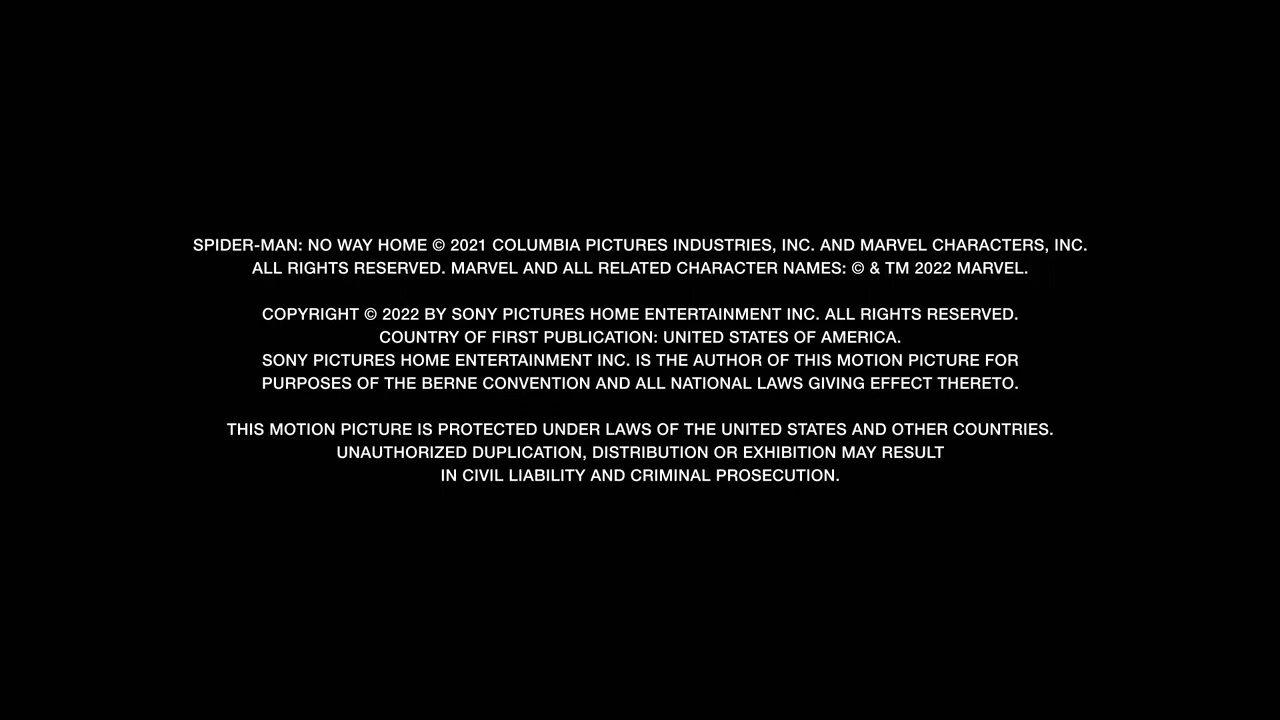 SPIDER-MAN: NO WAY HOME © 2021 COLUMBIA PICTURES INDUSTRIES, INC. AND MARVEL CHARACTERS, INC.
ALL RIGHTS RESERVED. MARVEL AND ALL RELATED CHARACTER NAMES: © & TM 2022 MARVEL.
COPYRIGHT © 2022 BY SONY PICTURES HOME ENTERTAINMENT INC. ALL RIGHTS RESERVED.
COUNTRY OF FIRST PUBLICATION: UNITED STATES OF AMERICA.
SONY PICTURES HOME ENTERTAINMENT INC. IS THE AUTHOR OF THIS MOTION PICTURE FOR
PURPOSES OF THE BERNE CONVENTION AND ALL NATIONAL LAWS GIVING EFFECT THERETO.
THIS MOTION PICTURE IS PROTECTED UNDER LAWS OF THE UNITED STATES AND OTHER COUNTRIES.
UNAUTHORIZED DUPLICATION, DISTRIBUTION OR EXHIBITION MAY RESULT
IN CIVIL LIABILITY AND CRIMINAL PROSECUTION.